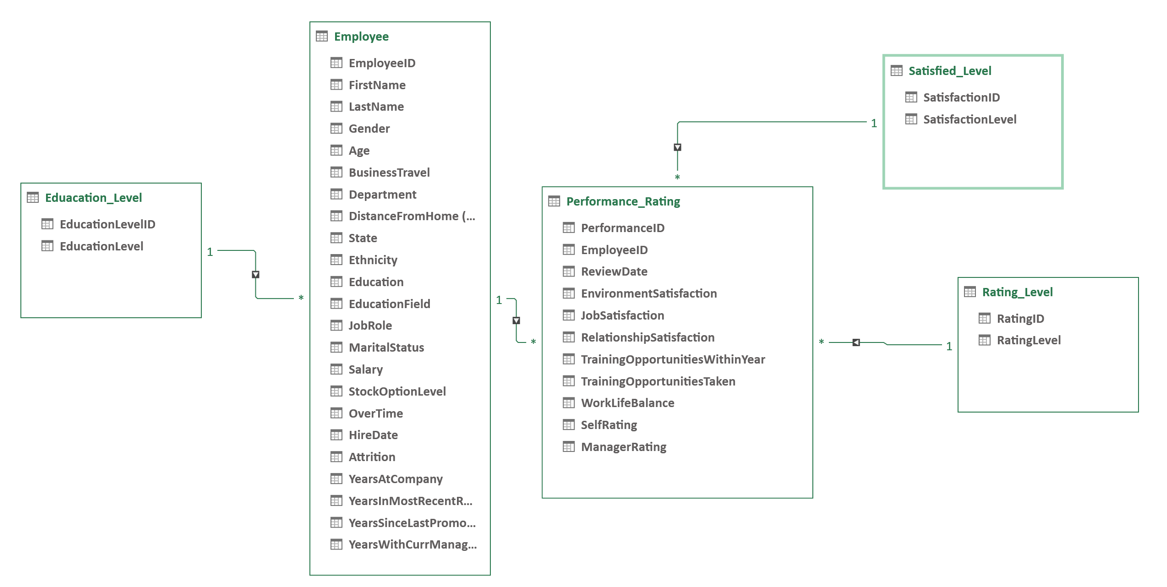 Eduacation_Level
EducationLevelID
EducationLevel
1
*
Employee
EmployeeID
FirstName
LastName
Gender
Age
BusinessTravel
Department
DistanceFromHome (...
State
Ethnicity
Education
EducationField
JobRole
MaritalStatus
Salary
StockOptionLevel
OverTime
HireDate
Attrition
YearsAtCompany
YearsInMostRecentR...
YearsSinceLastPromo...
YearsWithCurrManag...
1
*
Performance_Rating
PerformanceID
EmployeeID
ReviewDate
EnvironmentSatisfaction
JobSatisfaction
RelationshipSatisfaction
TrainingOpportunitiesWithinYear
TrainingOpportunitiesTaken
WorkLifeBalance
SelfRating
ManagerRating
*
1
Satisfied_Level
SatisfactionID
SatisfactionLevel
*
1
Rating_Level
RatingID
RatingLevel